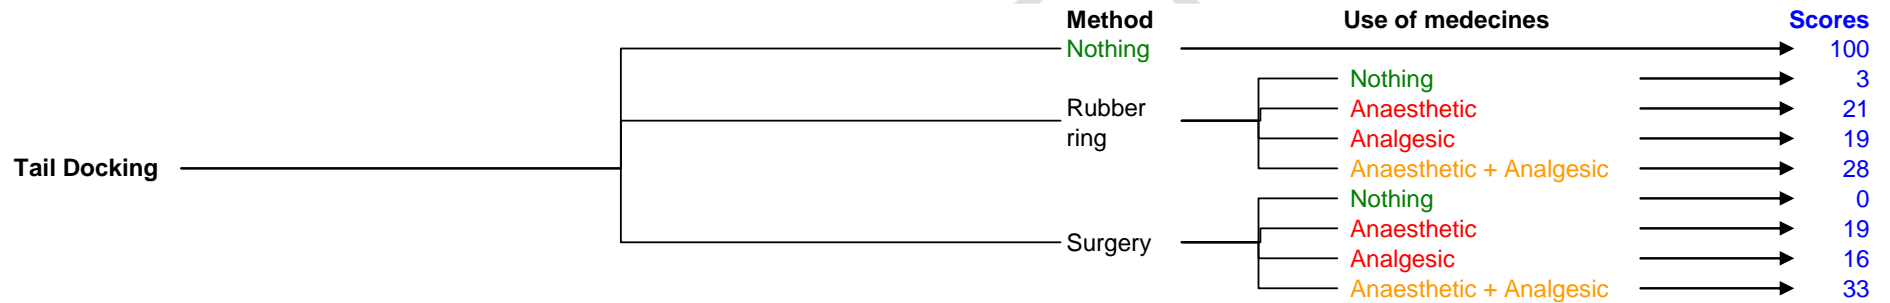 Method Use of medecines Scores
Nothing 100
Nothing 3
Rubber Anaesthetic 21
ring Analgesic 19
Tail Docking Anaesthetic + Analgesic 28
Nothing 0
Anaesthetic 19
Surgery
Analgesic 16
Anaesthetic + Analgesic 33